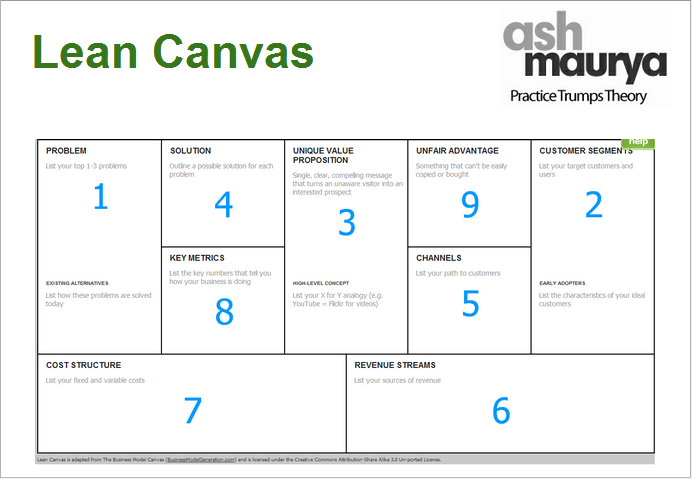 Lean Canvas
ash
maurya
Practice Trumps Theory
help
PROBLEM
List your top 1-3 problems
1
EXISTING ALTERNATIVES
List how these problems are solved
today
SOLUTION
Outline a possible solution for each
problem
4
KEY METRICS
List the key numbers that tell you
how your business is doing
8
UNIQUE VALUE
PROPOSITION
Single, clear, compelling message
that turns an unaware visitor into an
interested prospect
3
HIGH-LEVEL CONCEPT
List your X for Y analogy (e.g.
YouTube = Flickr for videos)
UNFAIR ADVANTAGE
Something that can't be easily
copied or bought
9
CHANNELS
List your path to customers
5
CUSTOMER SEGMENTS
List your target customers and
users
2
EARLY ADOPTERS
List the characteristics of your ideal
customers
COST STRUCTURE
List your fixed and variable costs
7
REVENUE STREAMS
List your sources of revenue
6
Lean Canvas is adapted from The Business Model Canvas (BusinessModelGeneration.com) and is licensed under the Creative Commons Attribution-Share Alike 3.0 Un-ported License.